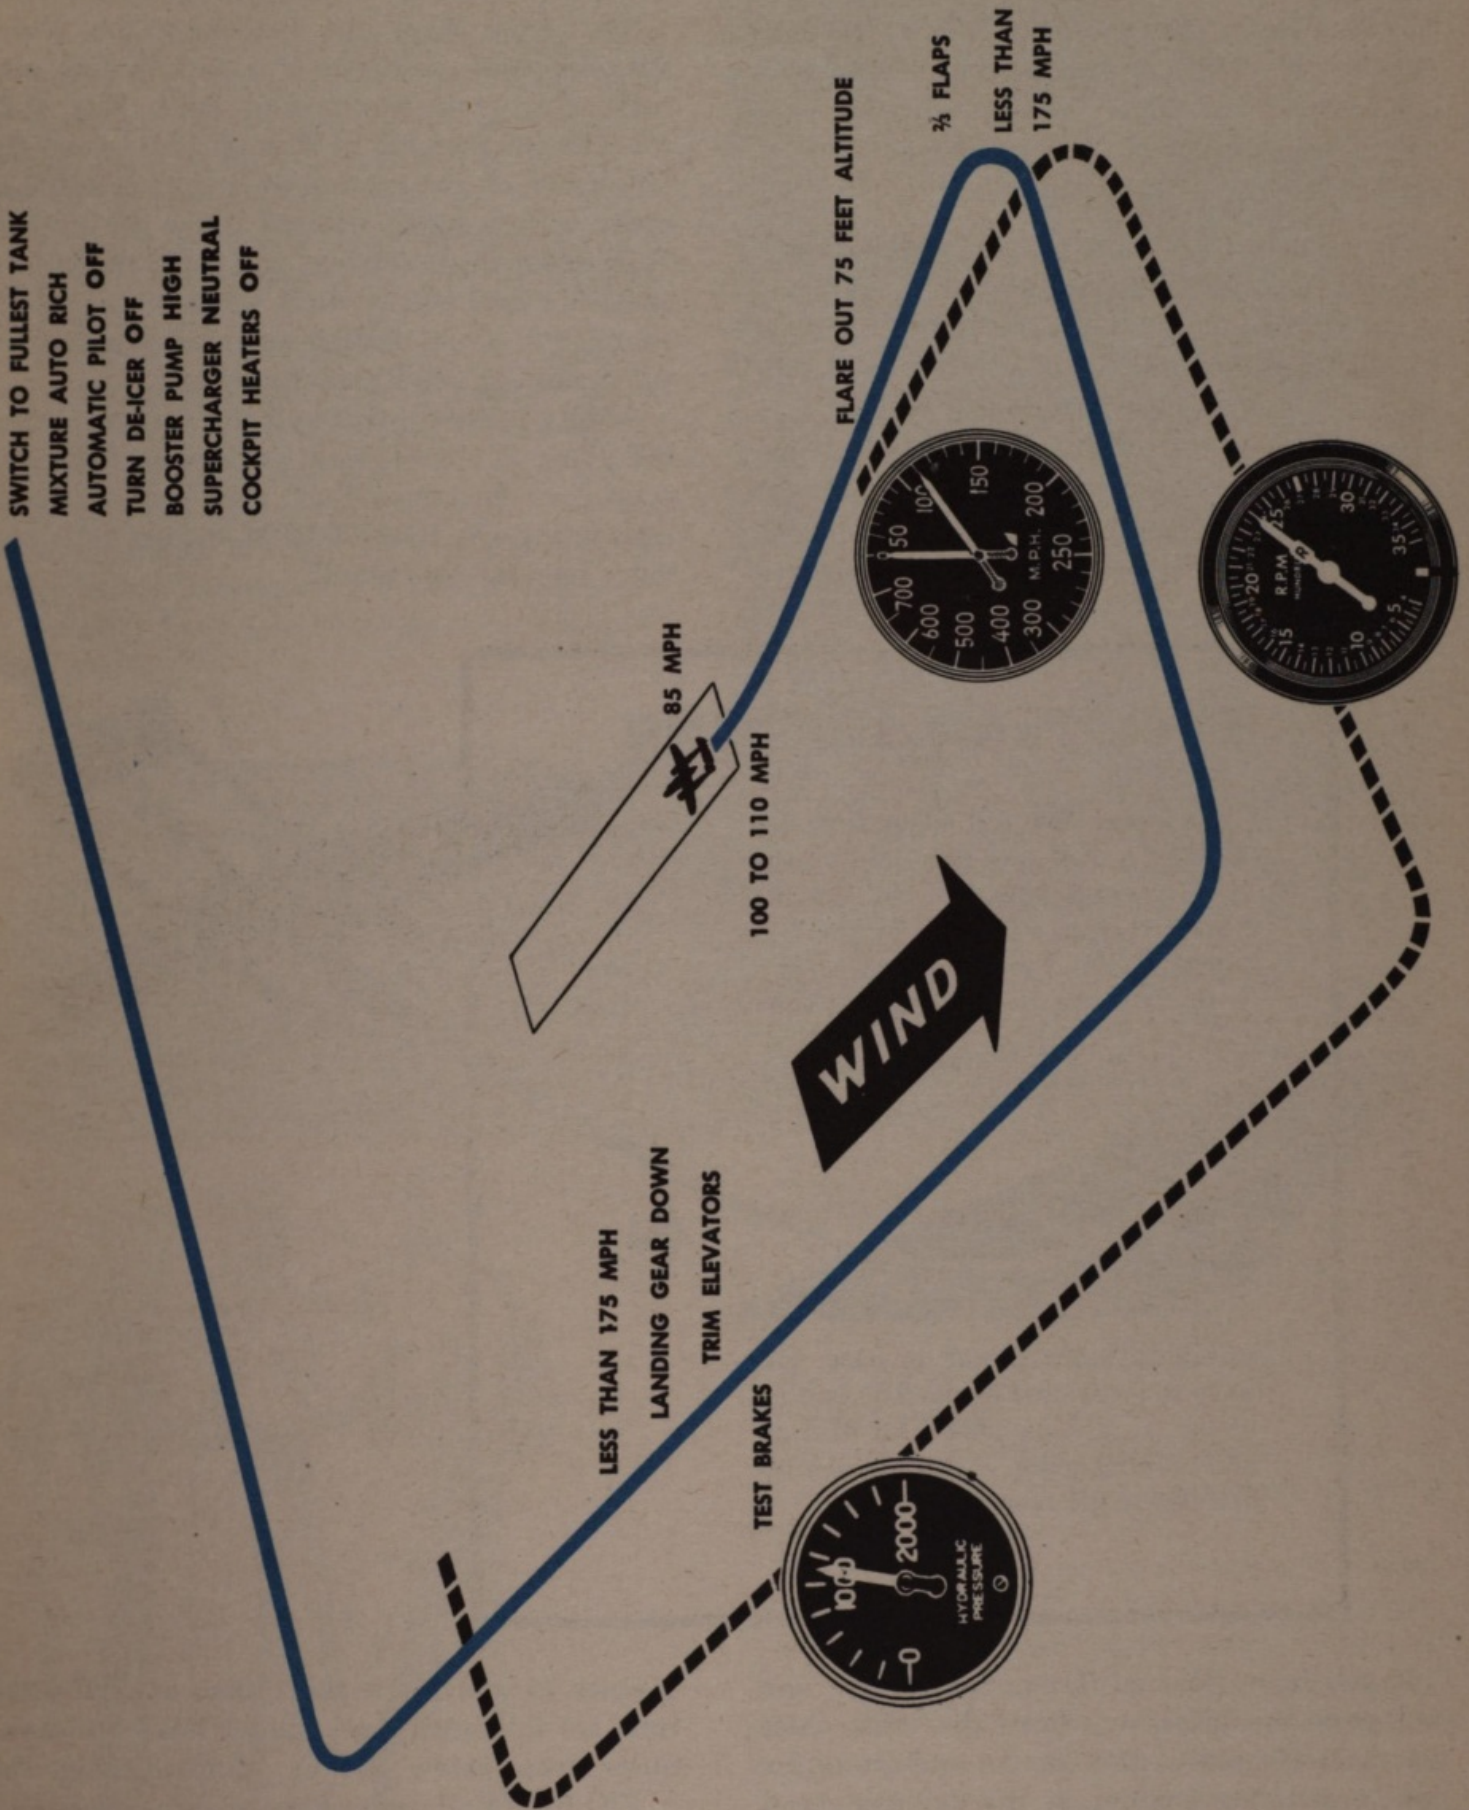 SWITCH TO FULLEST TANK
MIXTURE AUTO RICH
AUTOMATIC PILOT OFF
TURN DE-ICER OFF
BOOSTER PUMP HIGH
SUPERCHARGER NEUTRAL
COCKPIT HEATERS OFF
LESS THAN 175 MPH
LANDING GEAR DOWN
TRIM ELEVATORS
TEST BRAKES
0
1000
2000
HYDRAULIC
PRESSURE
WIND
85 MPH
100 TO 110 MPH
FLARE OUT 75 FEET ALTITUDE
⅔ FLAPS
LESS THAN
175 MPH
0
50
100
150
200
250
300
400
500
600
700
M.P.H.
5
10
15
20
25
30
35
R.P.M